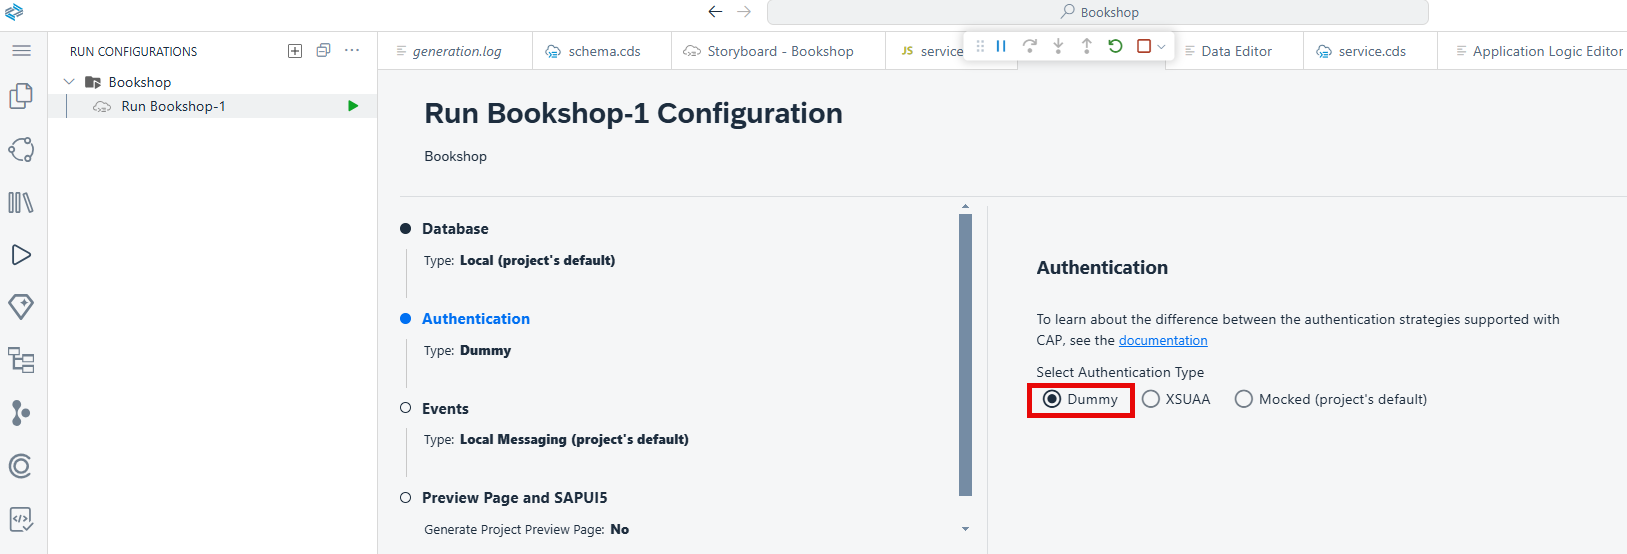 Bookshop
RUN CONFIGURATIONS
Bookshop
Run Bookshop-1
generation.log
schema.cds
Storyboard - Bookshop
JS service
Data Editor
service.cds
Application Logic Editor
Run Bookshop-1 Configuration
Bookshop
Database
Type: Local (project's default)
Authentication
Type: Dummy
Events
Type: Local Messaging (project's default)
Preview Page and SAPUI5
Generate Project Preview Page: No
Authentication
To learn about the difference between the authentication strategies supported with
CAP, see the documentation
Select Authentication Type
Dummy XSUAA Mocked (project's default)